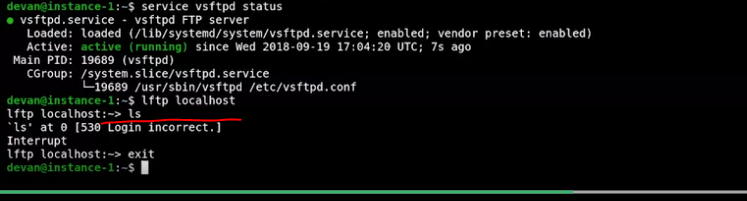 devan@instance-1:~$ service vsftpd status
● vsftpd.service - vsftpd FTP server
   Loaded: loaded (/lib/systemd/system/vsftpd.service; enabled; vendor preset: enabled)
   Active: active (running) since Wed 2018-09-19 17:04:20 UTC; 7s ago
 Main PID: 19689 (vsftpd)
   CGroup: /system.slice/vsftpd.service
           └─19689 /usr/sbin/vsftpd /etc/vsftpd.conf
devan@instance-1:~$ lftp localhost
lftp localhost:~> ls
`ls' at 0 [530 Login incorrect.]
Interrupt
lftp localhost:~> exit
devan@instance-1:~$